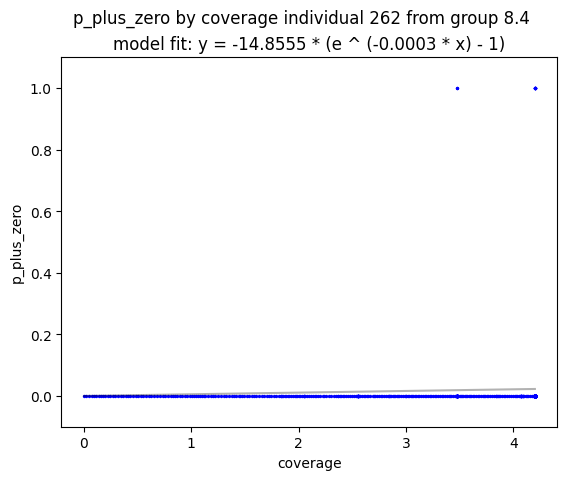 p_plus_zero by coverage individual 262 from group 8.4
model fit: y = -14.8555 * (e ^ (-0.0003 * x) - 1)
1.0
0.8
0.6
0.4
0.2
0.0
p_plus_zero
0 1 2 3 4
coverage